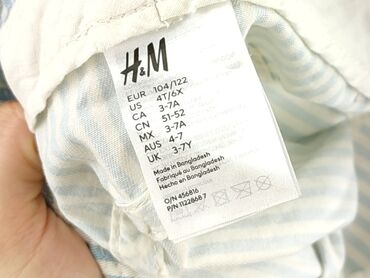 H&M
EUR 104/122
US 4T/6X
CA 3-7A
CN 51-52
MX 3-7A
AUS 4-7
UK 3-7Y
Made in Bangladesh
Fabriqué au Bangladesh
Hecho en Bangladesh
O/N 456816
P/N 1122868 7